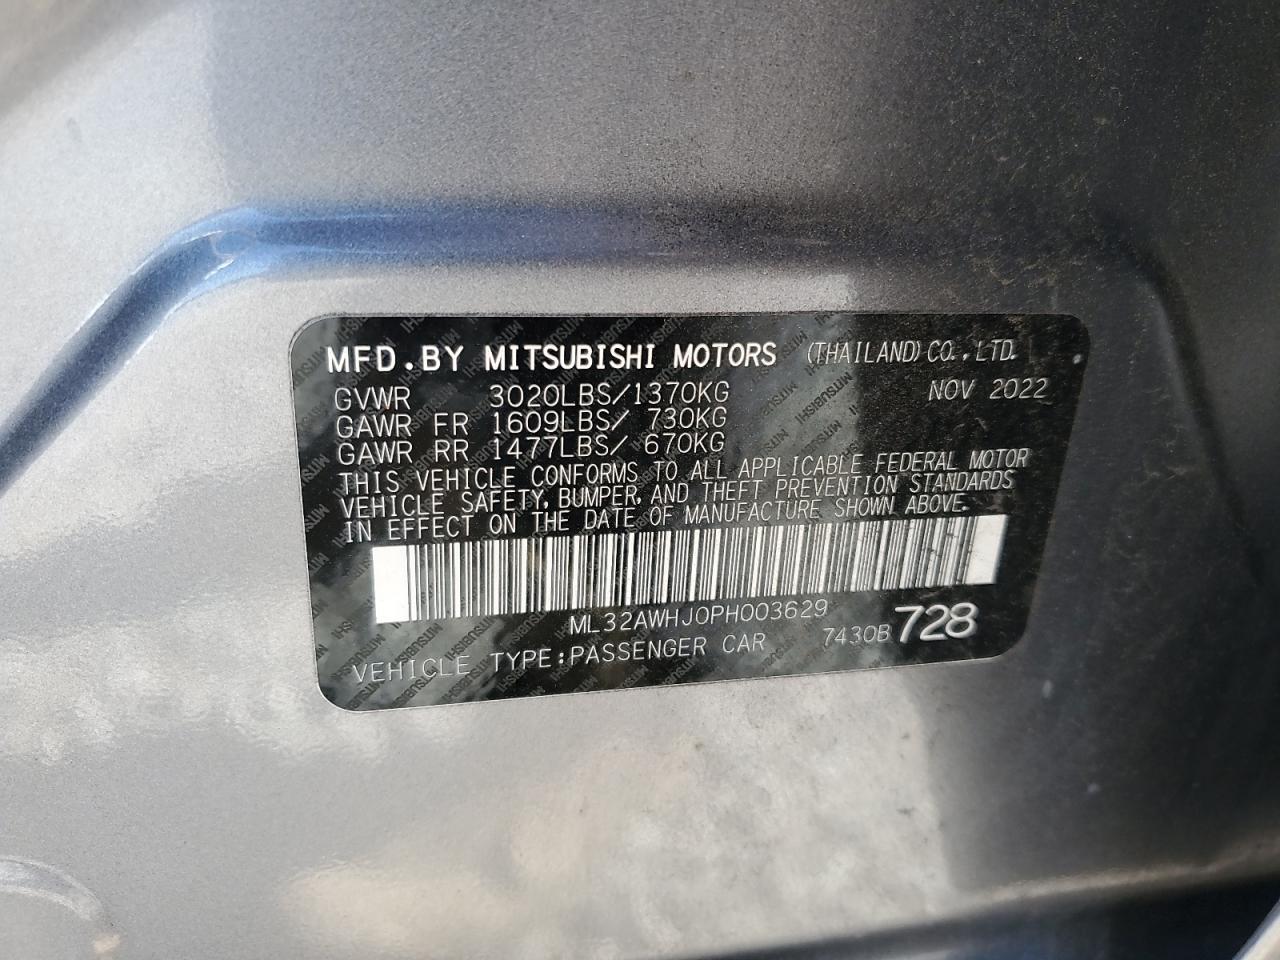 MFD.BY MITSUBISHI MOTORS (THAILAND) CO.,LTD.
GVWR 3020LBS/1370KG NOV 2022
GAWR FR 1609LBS/ 730KG
GAWR RR 1477LBS/ 670KG
THIS VEHICLE CONFORMS TO ALL APPLICABLE FEDERAL MOTOR
VEHICLE SAFETY, BUMPER, AND THEFT PREVENTION STANDARDS
IN EFFECT ON THE DATE OF MANUFACTURE SHOWN ABOVE.
ML32AWHJ0PH003629
VEHICLE TYPE:PASSENGER CAR 7430B 728